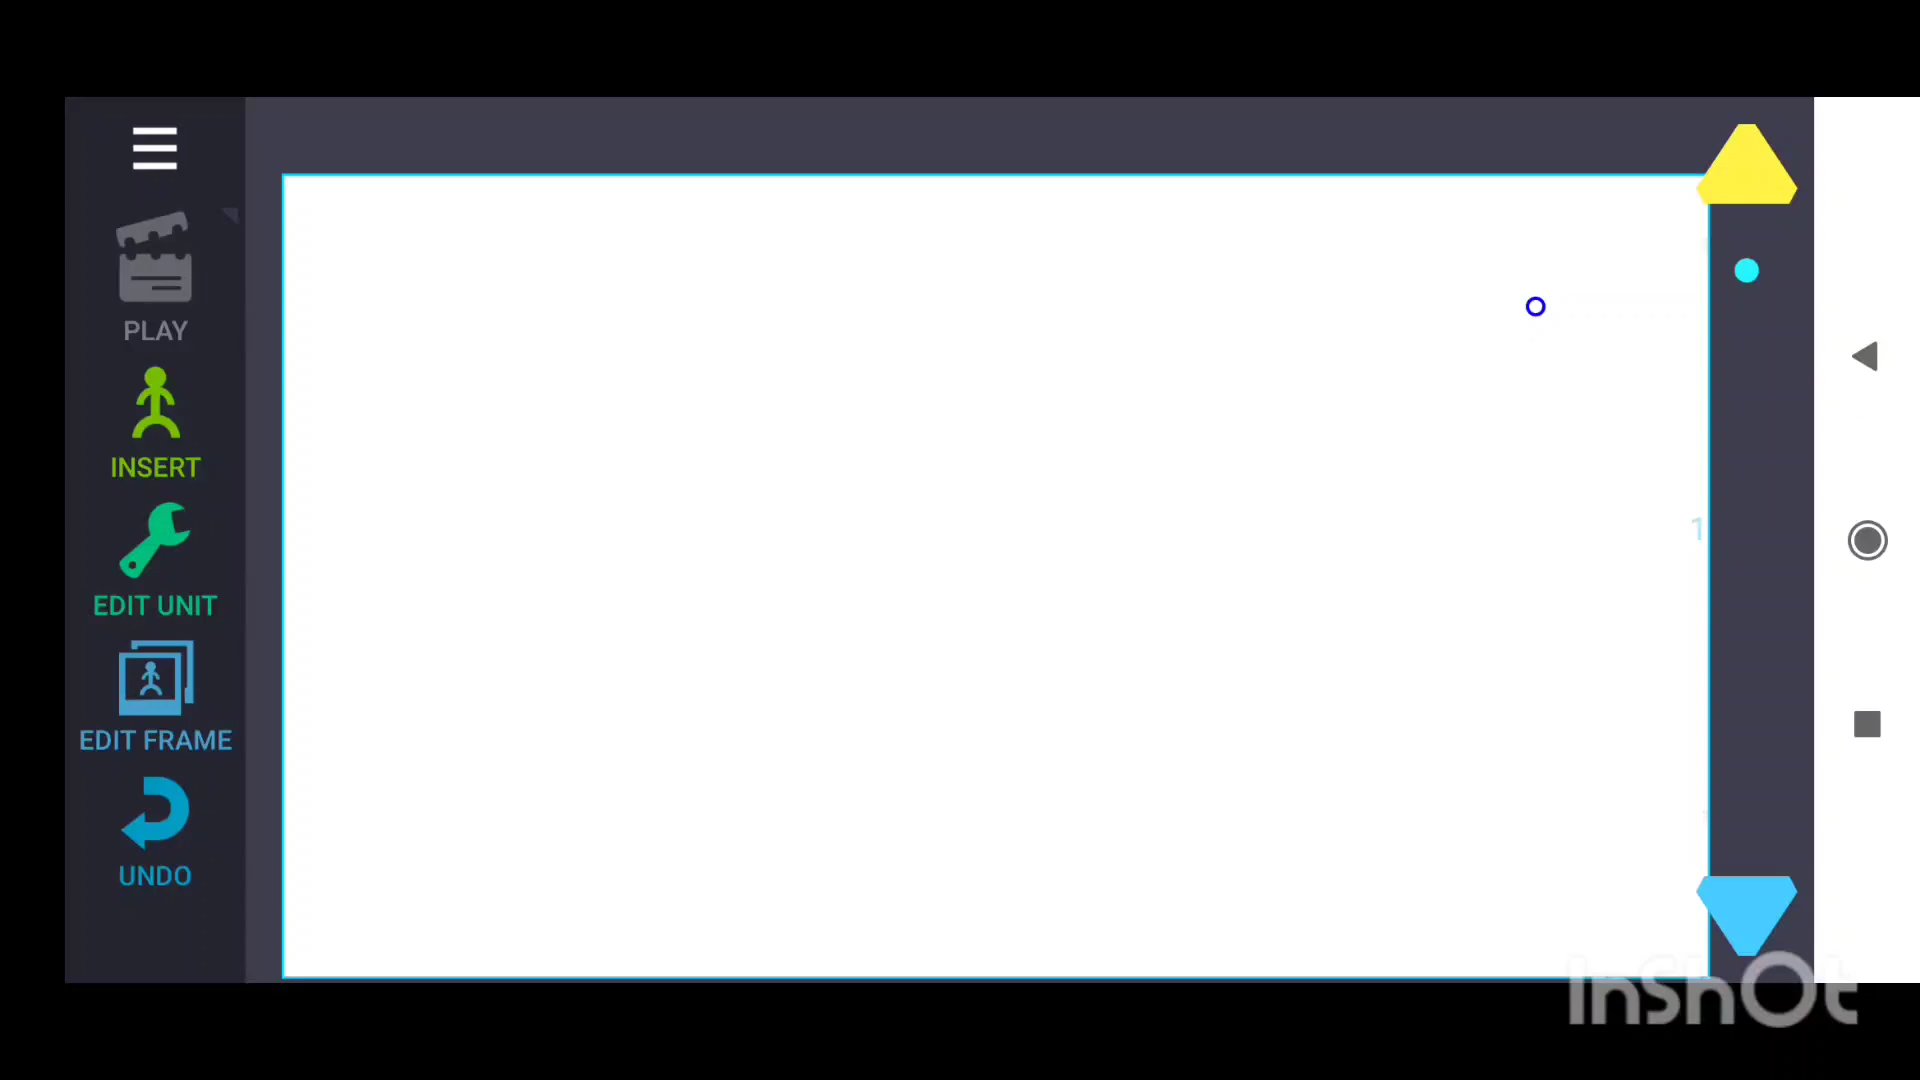 PLAY
INSERT
EDIT UNIT
EDIT FRAME
UNDO
1
InShOt